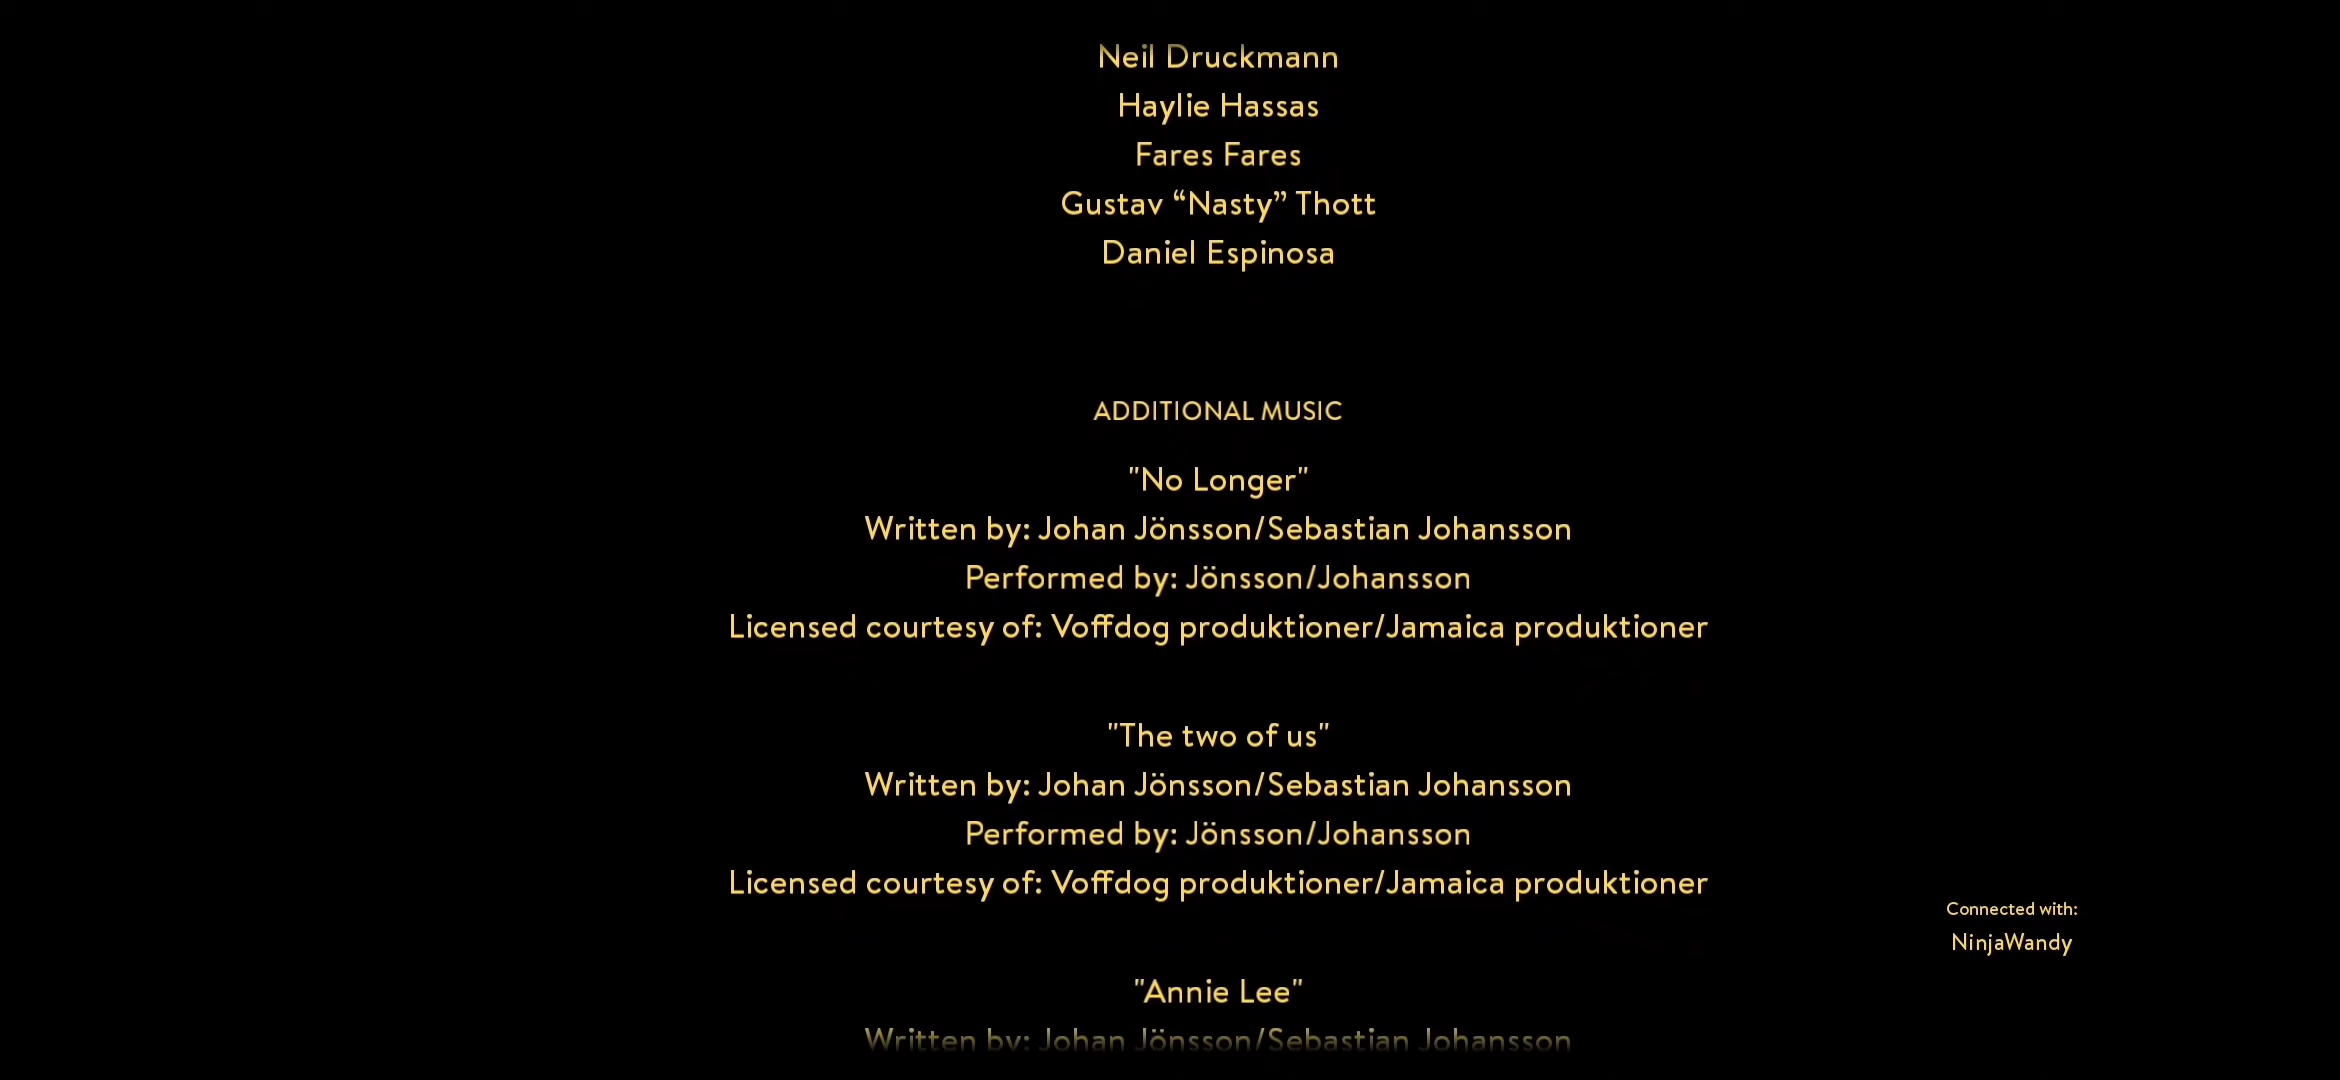 Neil Druckmann
Haylie Hassas
Fares Fares
Gustav “Nasty” Thott
Daniel Espinosa
ADDITIONAL MUSIC
"No Longer"
Written by: Johan Jönsson/Sebastian Johansson
Performed by: Jönsson/Johansson
Licensed courtesy of: Voffdog produktioner/Jamaica produktioner
"The two of us"
Written by: Johan Jönsson/Sebastian Johansson
Performed by: Jönsson/Johansson
Licensed courtesy of: Voffdog produktioner/Jamaica produktioner
Connected with:
NinjaWandy
"Annie Lee"
Written by: Johan Jönsson/Sebastian Johansson